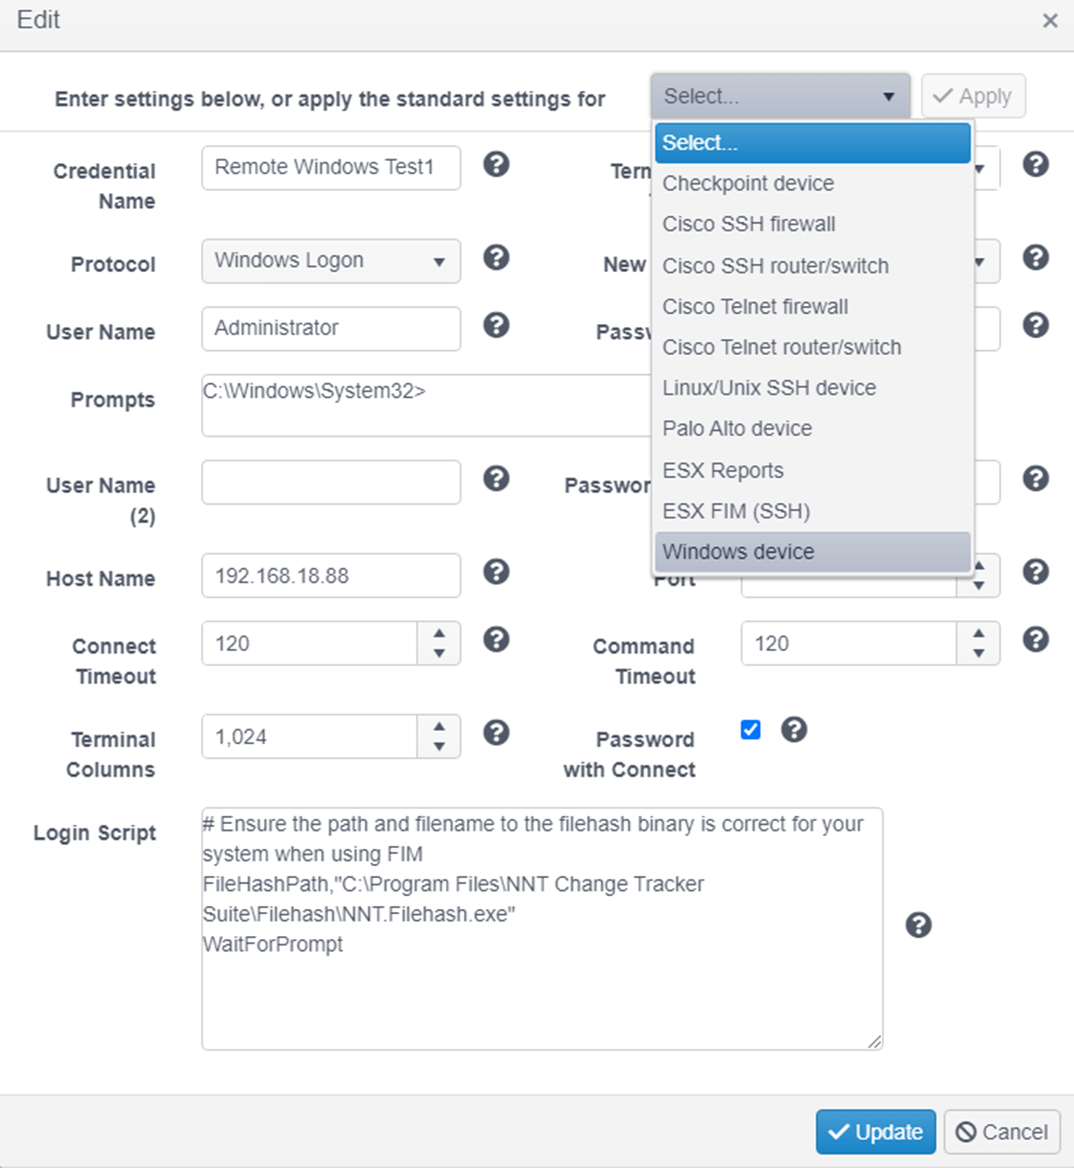 Edit
Enter settings below, or apply the standard settings for
Select...
Apply
Select...
Checkpoint device
Cisco SSH firewall
Cisco SSH router/switch
Cisco Telnet firewall
Cisco Telnet router/switch
Linux/Unix SSH device
Palo Alto device
ESX Reports
ESX FIM (SSH)
Windows device
Credential
Name
Remote Windows Test1
Term
Protocol
Windows Logon
New
User Name
Administrator
Passw
Prompts
C:\Windows\System32>
User Name
(2)
Passwor
Host Name
192.168.18.88
Port
Connect
Timeout
120
Command
Timeout
120
Terminal
Columns
1,024
Password
with Connect
Login Script
# Ensure the path and filename to the filehash binary is correct for your
system when using FIM
FileHashPath,"C:\Program Files\NNT Change Tracker
Suite\Filehash\NNT.Filehash.exe"
WaitForPrompt
Update
Cancel